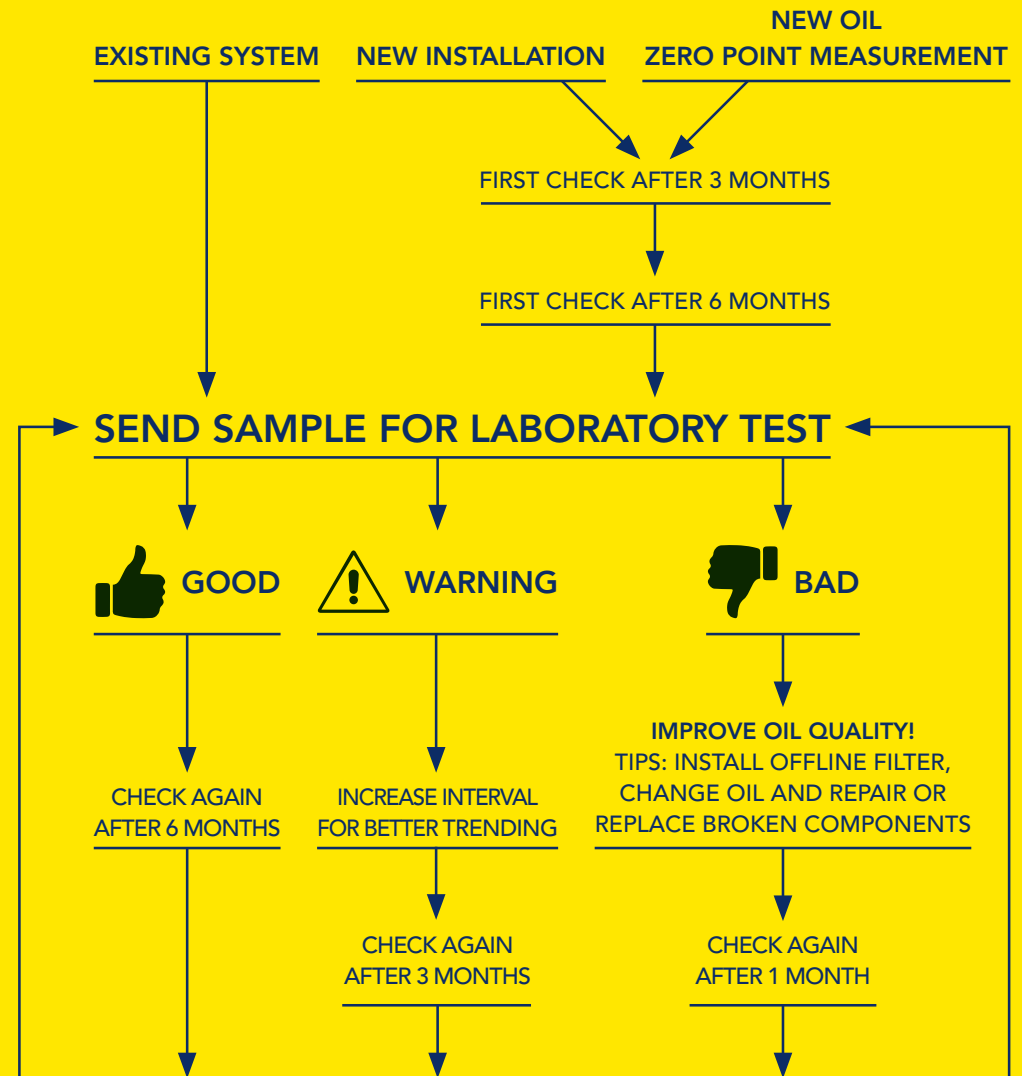 EXISTING SYSTEM
NEW INSTALLATION
NEW OIL
ZERO POINT MEASUREMENT
FIRST CHECK AFTER 3 MONTHS
FIRST CHECK AFTER 6 MONTHS
SEND SAMPLE FOR LABORATORY TEST
GOOD
WARNING
BAD
CHECK AGAIN
AFTER 6 MONTHS
INCREASE INTERVAL
FOR BETTER TRENDING
IMPROVE OIL QUALITY!
TIPS: INSTALL OFFLINE FILTER,
CHANGE OIL AND REPAIR OR
REPLACE BROKEN COMPONENTS
CHECK AGAIN
AFTER 3 MONTHS
CHECK AGAIN
AFTER 1 MONTH